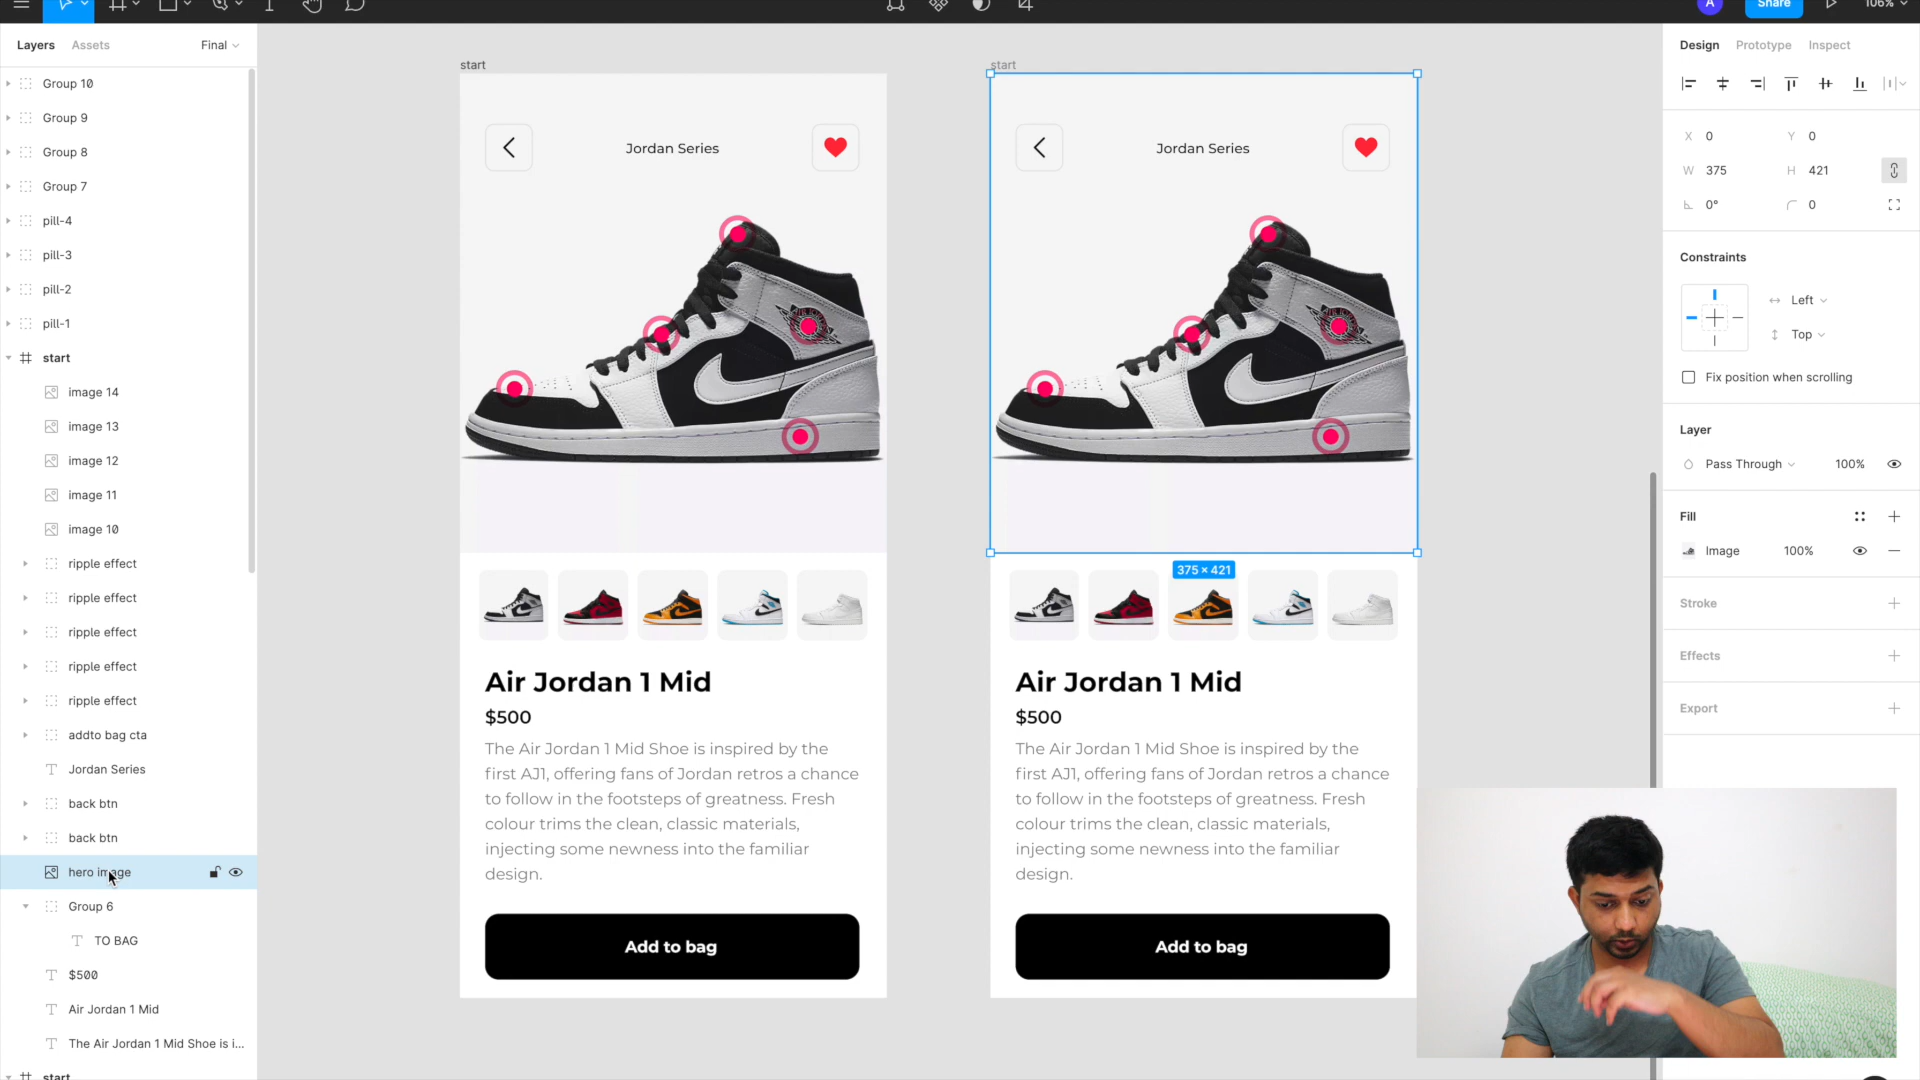 A
Share
106%
Layers
Assets
Final
Design
Prototype
Inspect
Group 10
Group 9
Group 8
Group 7
pill-4
pill-3
pill-2
pill-1
start
image 14
image 13
image 12
image 11
image 10
ripple effect
ripple effect
ripple effect
ripple effect
ripple effect
addto bag cta
Jordan Series
back btn
back btn
hero image
Group 6
TO BAG
$500
Air Jordan 1 Mid
The Air Jordan 1 Mid Shoe is i...
start
start
Jordan Series
Air Jordan 1 Mid
$500
The Air Jordan 1 Mid Shoe is inspired by the
first AJ1, offering fans of Jordan retros a chance
to follow in the footsteps of greatness. Fresh
colour trims the clean, classic materials,
injecting some newness into the familiar
design.
Add to bag
start
Jordan Series
375 × 421
Air Jordan 1 Mid
$500
The Air Jordan 1 Mid Shoe is inspired by the
first AJ1, offering fans of Jordan retros a chance
to follow in the footsteps of greatness. Fresh
colour trims the clean, classic materials,
injecting some newness into the familiar
design.
Add to bag
X 0 Y 0
W 375 H 421
0° 0
Constraints
Left
Top
Fix position when scrolling
Layer
Pass Through 100%
Fill
Image 100%
Stroke
Effects
Export